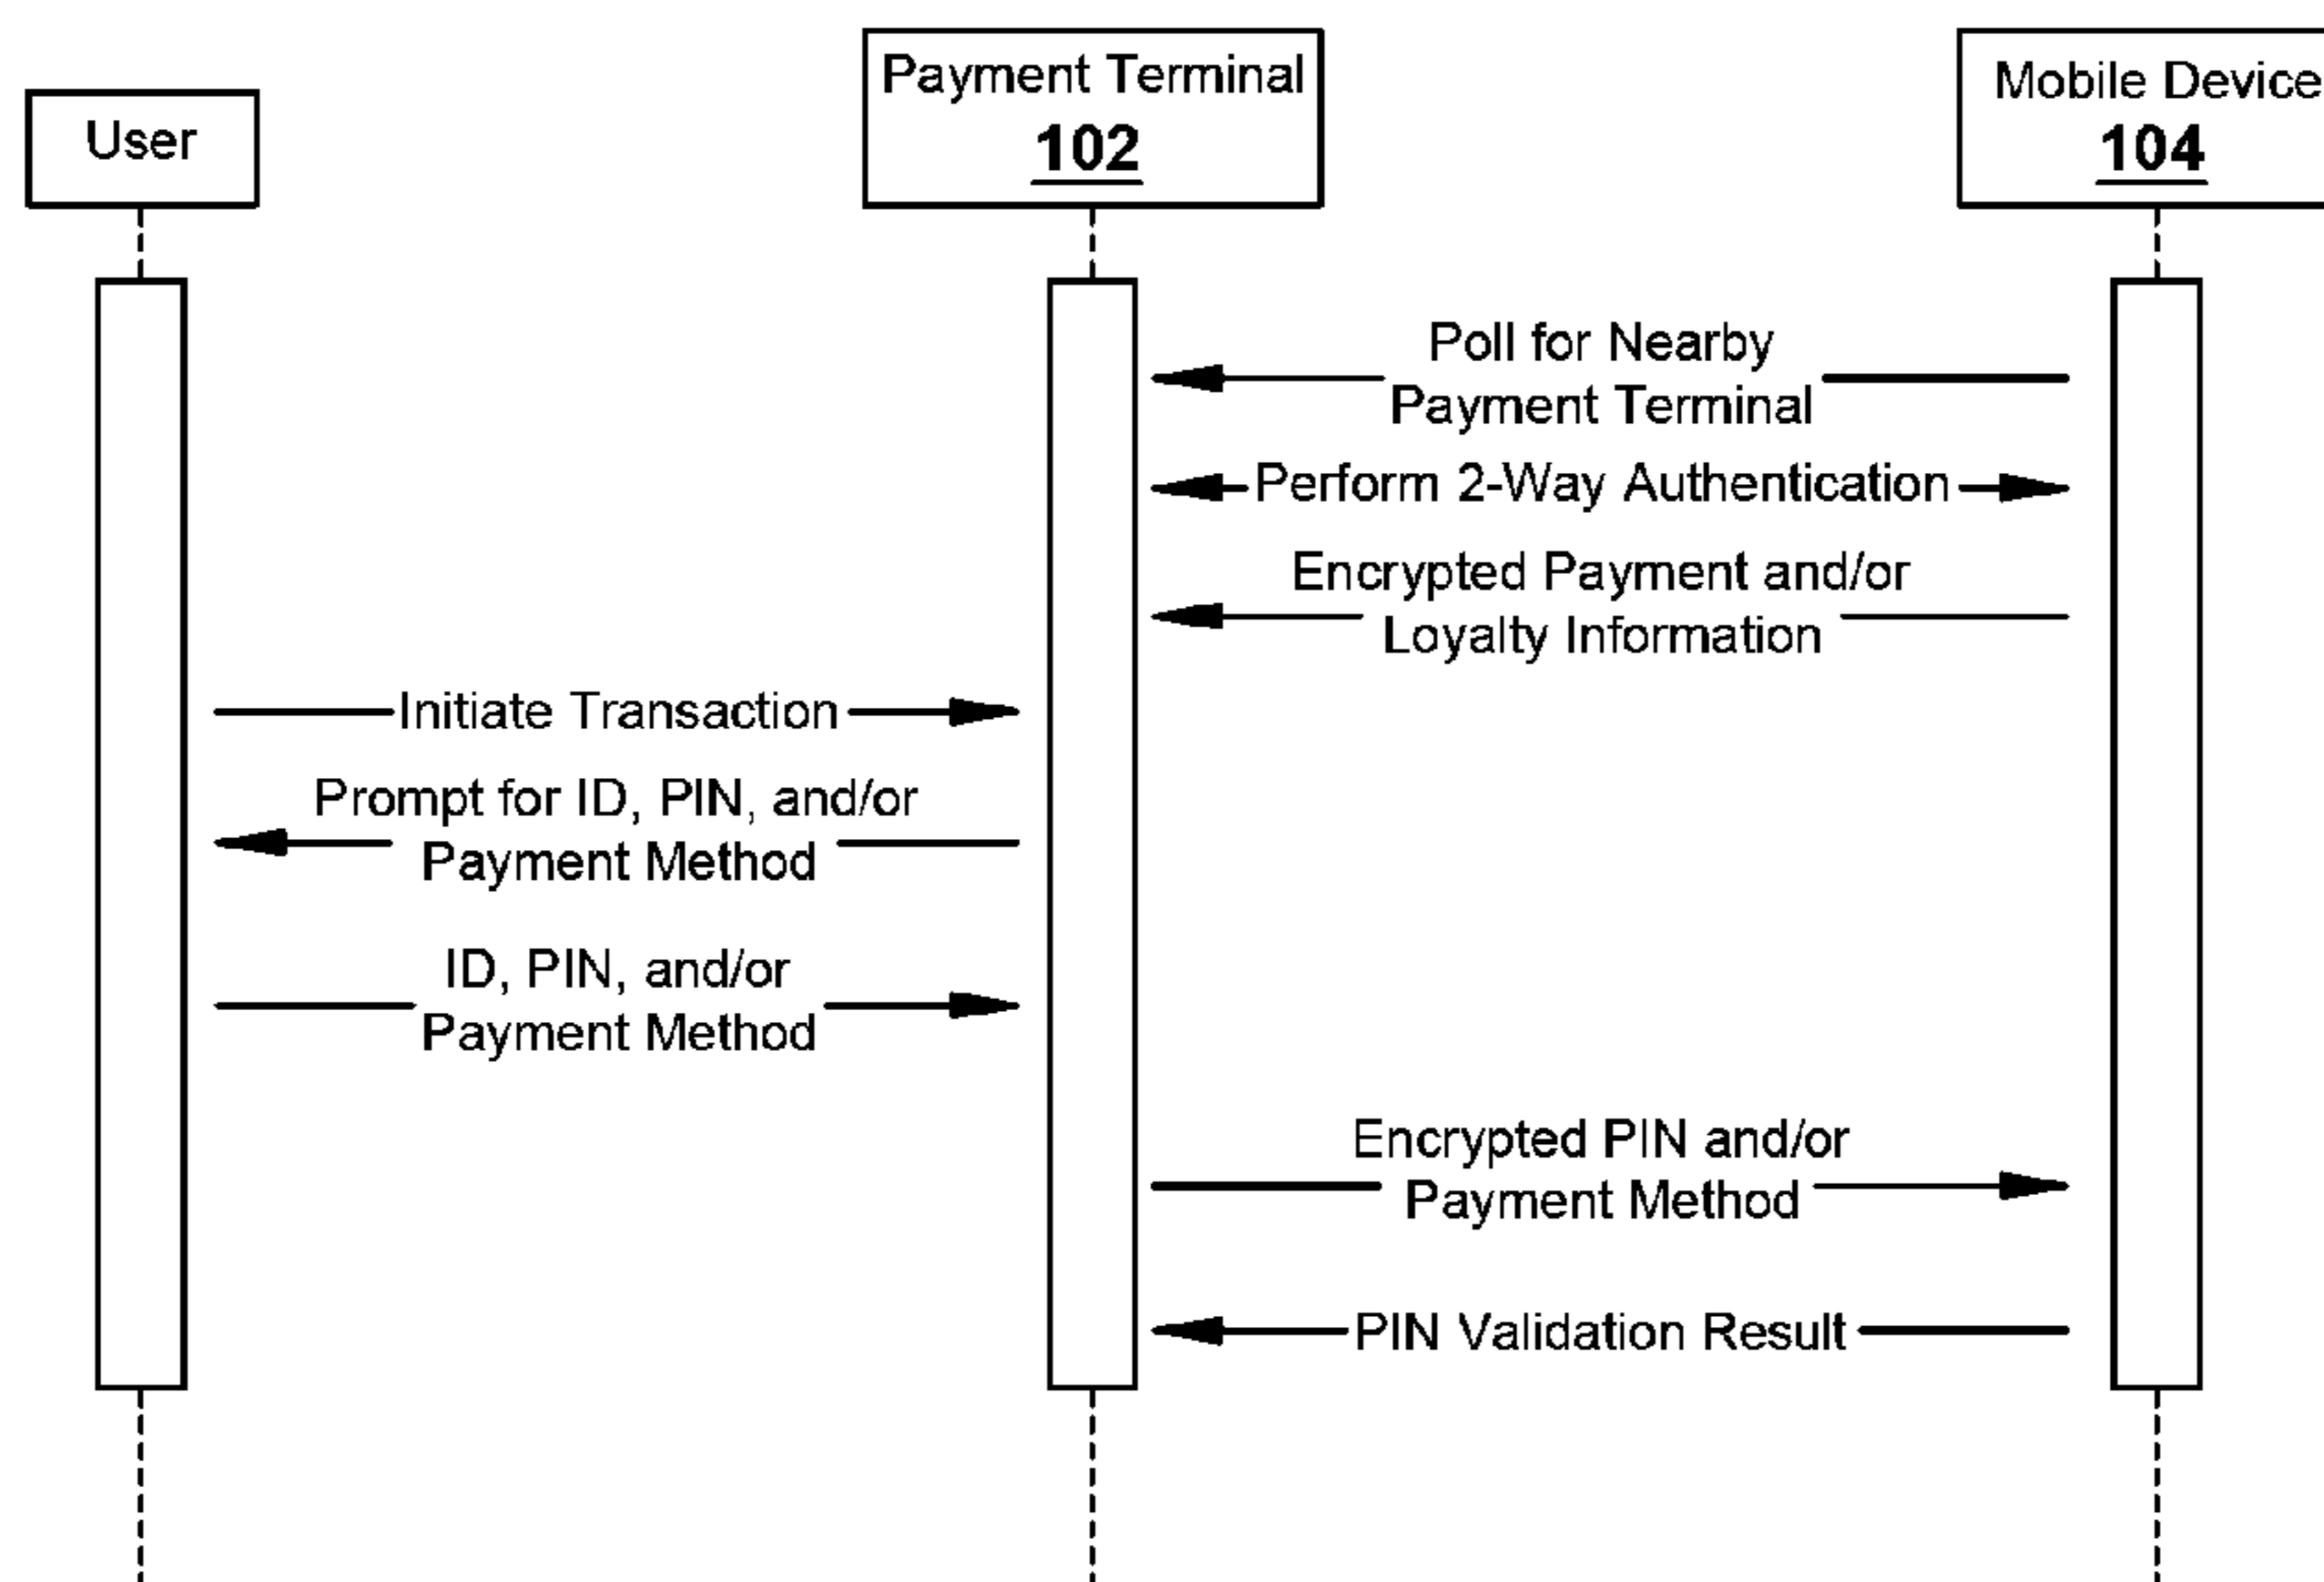 User
Payment Terminal
102
Mobile Device
104
Poll for Nearby
Payment Terminal
Perform 2-Way Authentication
Encrypted Payment and/or
Loyalty Information
Initiate Transaction
Prompt for ID, PIN, and/or
Payment Method
ID, PIN, and/or
Payment Method
Encrypted PIN and/or
Payment Method
PIN Validation Result